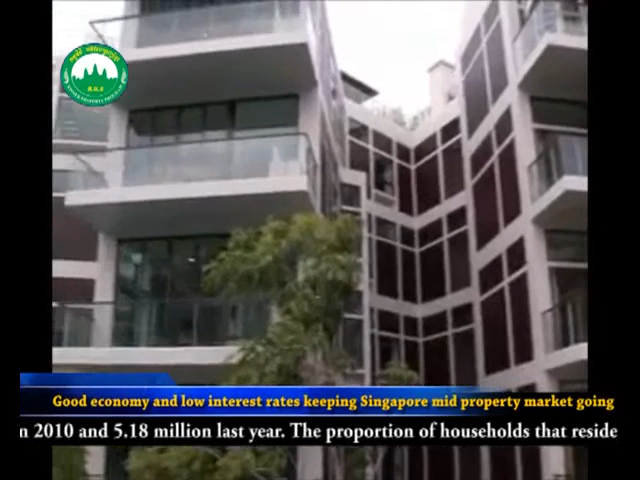 Good economy and low interest rates keeping Singapore mid property market going
n 2010 and 5.18 million last year. The proportion of households that reside